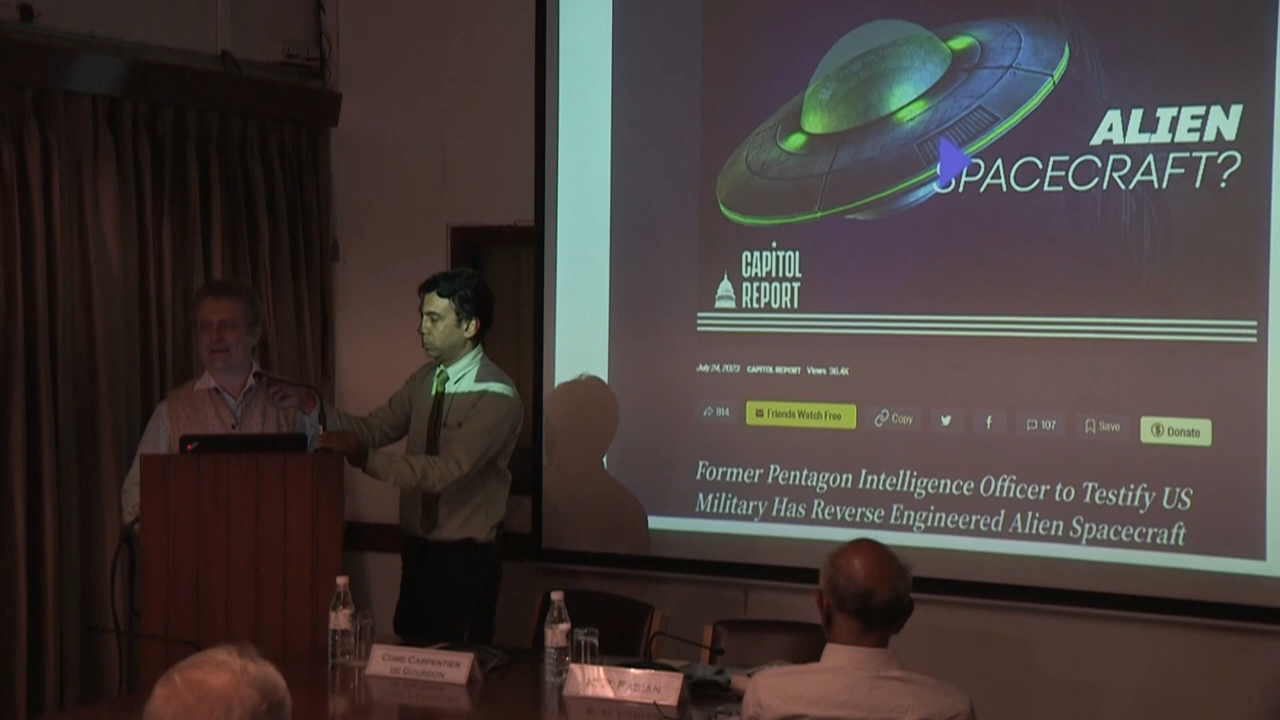 ALIEN
SPACECRAFT?
CAPITOL
REPORT
July 24, 2023 CAPITOL REPORT Views 36.4K
814 Friends Watch Free Copy 107 Save Donate
Former Pentagon Intelligence Officer to Testify US
Military Has Reverse Engineered Alien Spacecraft
COME CARPENTIER
DE GOURDON
FABIAN